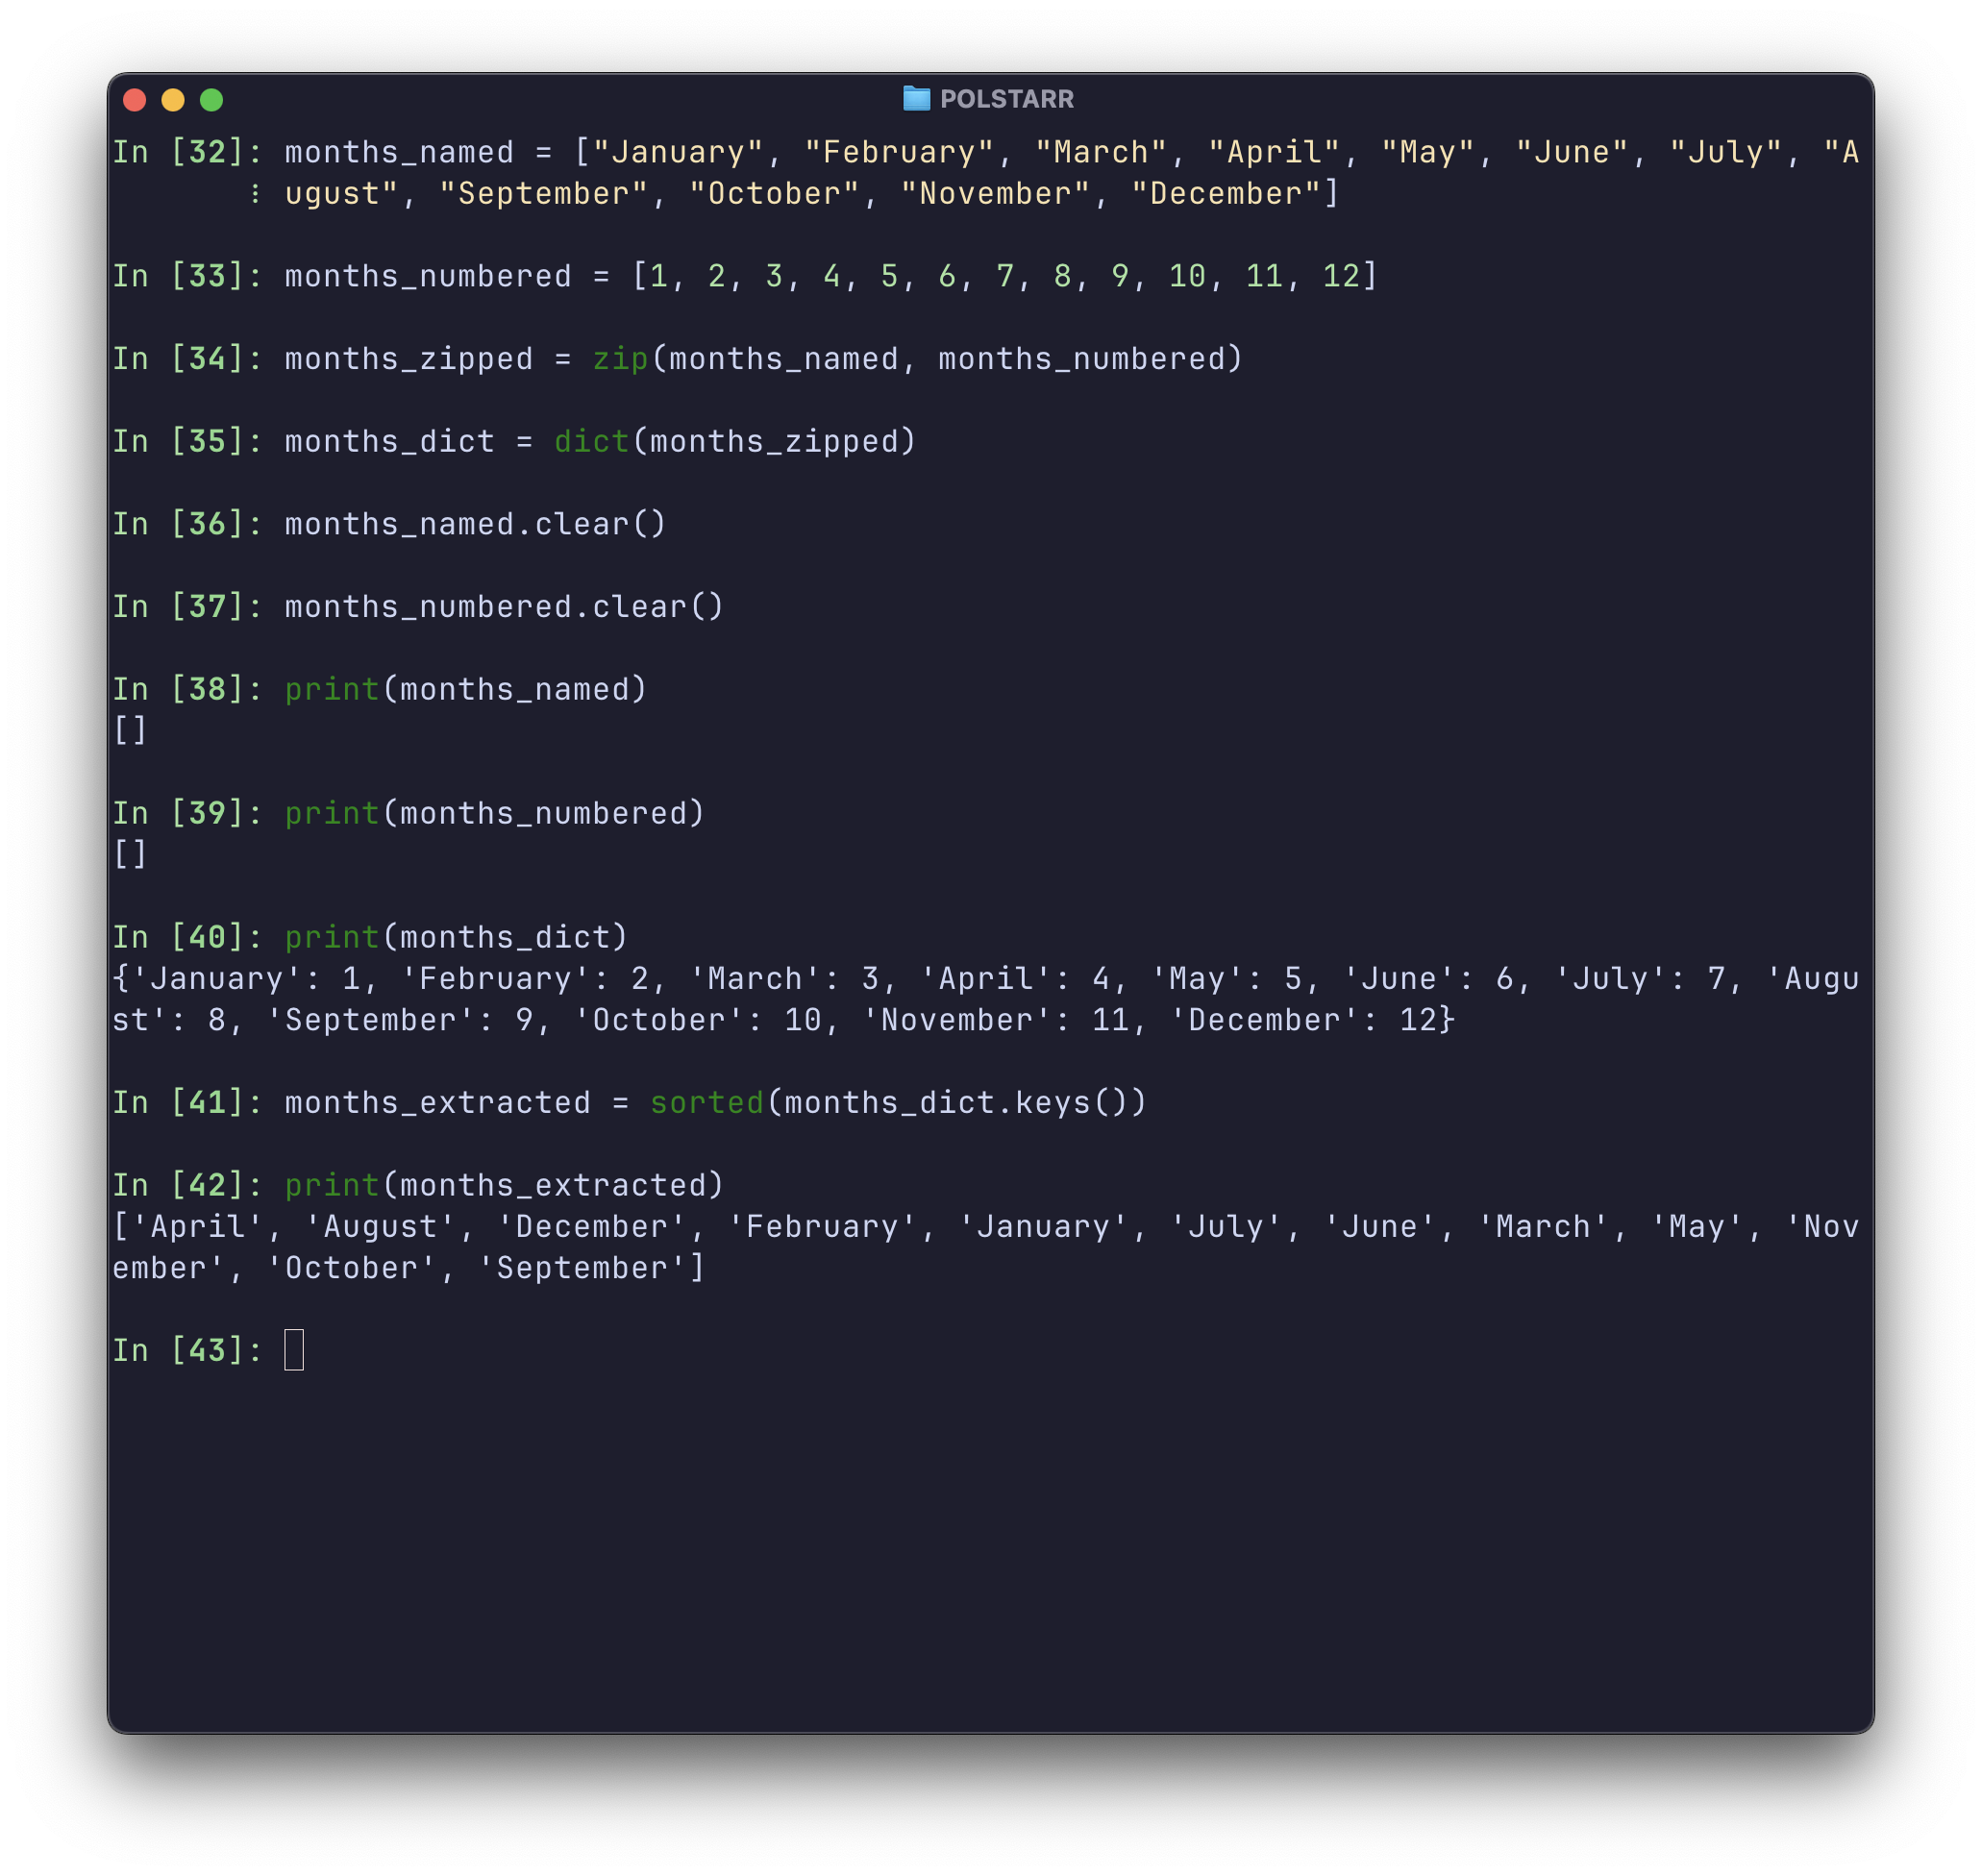 POLSTARR
In [32]: months_named = ["January", "February", "March", "April", "May", "June", "July", "A
⋮ ugust", "September", "October", "November", "December"]
In [33]: months_numbered = [1, 2, 3, 4, 5, 6, 7, 8, 9, 10, 11, 12]
In [34]: months_zipped = zip(months_named, months_numbered)
In [35]: months_dict = dict(months_zipped)
In [36]: months_named.clear()
In [37]: months_numbered.clear()
In [38]: print(months_named)
[]
In [39]: print(months_numbered)
[]
In [40]: print(months_dict)
{'January': 1, 'February': 2, 'March': 3, 'April': 4, 'May': 5, 'June': 6, 'July': 7, 'Augu
st': 8, 'September': 9, 'October': 10, 'November': 11, 'December': 12}
In [41]: months_extracted = sorted(months_dict.keys())
In [42]: print(months_extracted)
['April', 'August', 'December', 'February', 'January', 'July', 'June', 'March', 'May', 'Nov
ember', 'October', 'September']
In [43]: